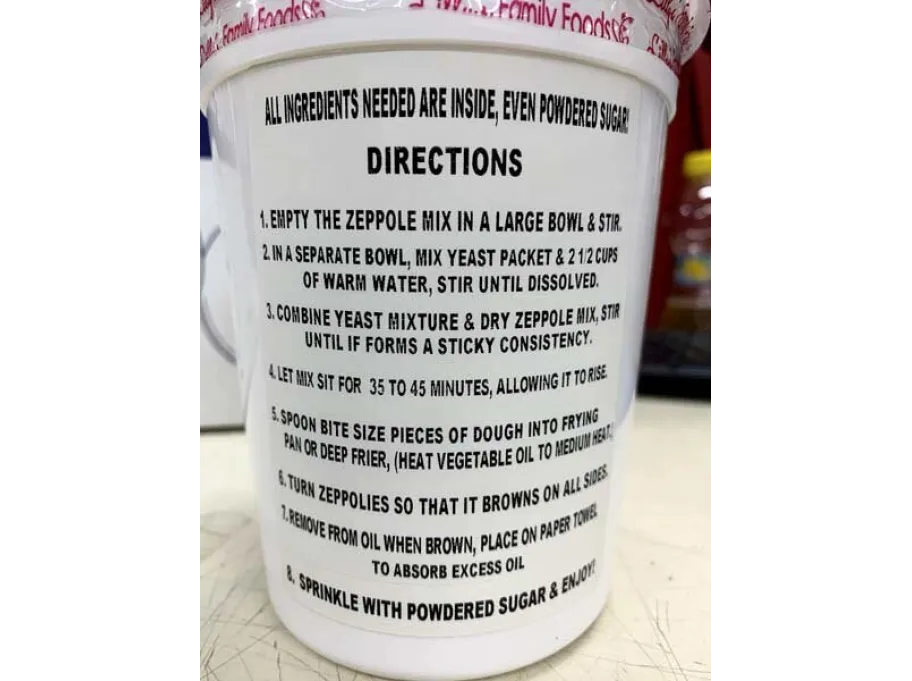 Family Foods
Family Foods
ALL INGREDIENTS NEEDED ARE INSIDE, EVEN POWDERED SUGAR!
DIRECTIONS
1. EMPTY THE ZEPPOLE MIX IN A LARGE BOWL & STIR.
2. IN A SEPARATE BOWL, MIX YEAST PACKET & 2 1/2 CUPS
OF WARM WATER, STIR UNTIL DISSOLVED.
3. COMBINE YEAST MIXTURE & DRY ZEPPOLE MIX, STIR
UNTIL IF FORMS A STICKY CONSISTENCY.
4. LET MIX SIT FOR 35 TO 45 MINUTES, ALLOWING IT TO RISE.
5. SPOON BITE SIZE PIECES OF DOUGH INTO FRYING
PAN OR DEEP FRIER, (HEAT VEGETABLE OIL TO MEDIUM HEAT.)
6. TURN ZEPPOLIES SO THAT IT BROWNS ON ALL SIDES.
7. REMOVE FROM OIL WHEN BROWN, PLACE ON PAPER TOWEL
TO ABSORB EXCESS OIL
8. SPRINKLE WITH POWDERED SUGAR & ENJOY!